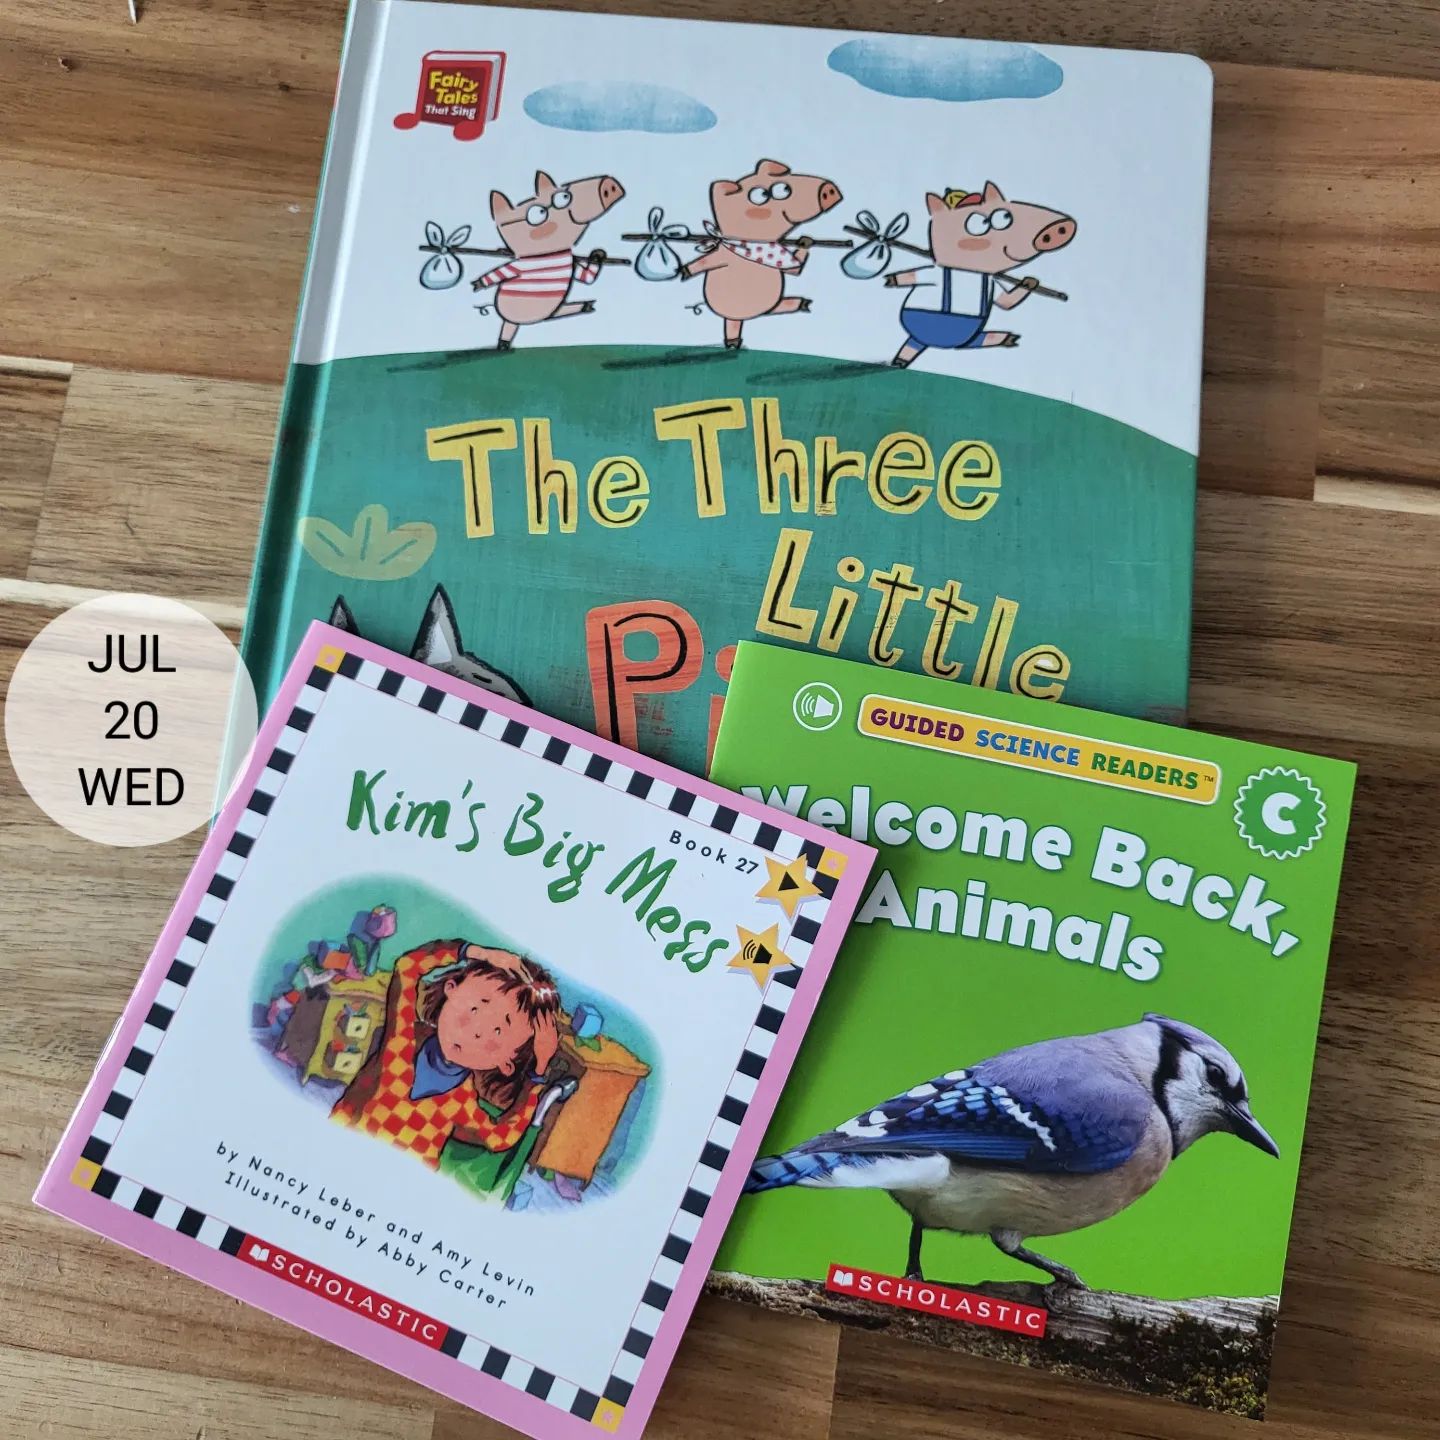 Fairy
Tales
That Sing
The Three
Little
JUL
20
WED
GUIDED SCIENCE READERS™
C
Welcome Back,
Animals
Book 27
Kim's Big Mess
by Nancy Leber and Amy Levin
Illustrated by Abby Carter
SCHOLASTIC
SCHOLASTIC